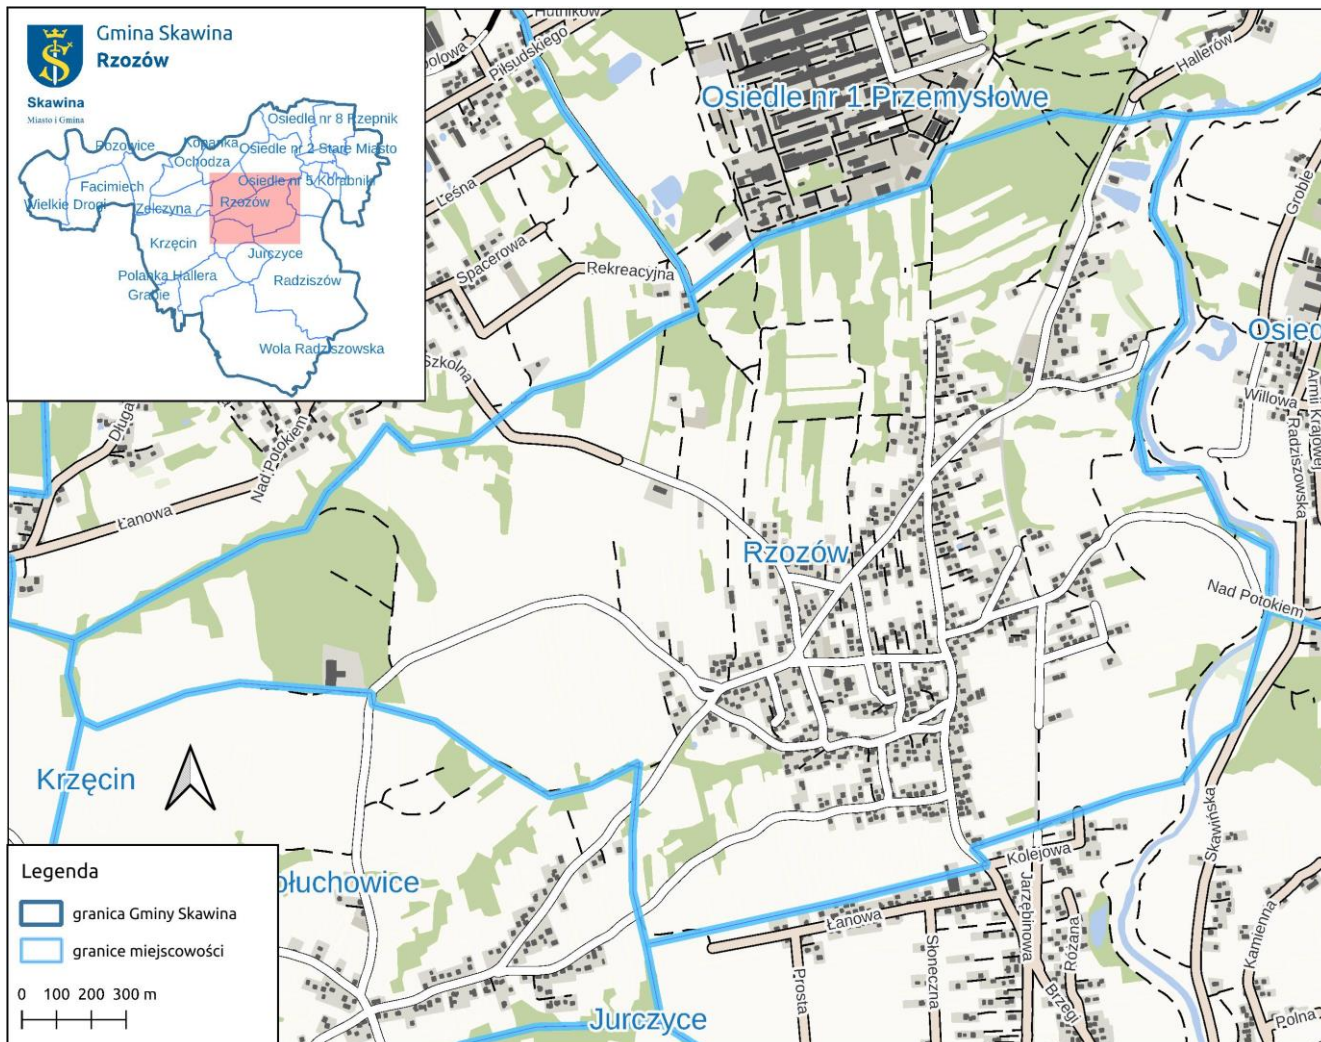 Gmina Skawina
Rzozów
Skawina
Miasto i Gmina
Osiedle nr 8 Rzepnik
Kopanka
Pozowice
Osiedle nr 2 Stare Miasto
Ochodza
Facimiech
Osiedle nr 5 Korabniki
Wielkie Drogi
Zelczyna
Rzozów
Krzęcin
Jurczyce
Polanka Hallera
Radziszów
Grabie
Wola Radziszowska
Hutników
Piłsudskiego
Hallerów
Osiedle nr 1 Przemysłowe
Leśna
Groble
Spacerowa
Rekreacyjna
Szkolna
Willowa
Armii Krajowej
Radziszowska
Długa
Nad Potokiem
Łanowa
Rzozów
Nad Potokiem
Krzęcin
Skawińska
Kolejowa
Jarzębinowa
Różana
Łanowa
Słoneczna
Prosta
Brzegi
Kamienna
Polna
Jurczyce
ołuchowice
Legenda
granica Gminy Skawina
granice miejscowości
0 100 200 300 m